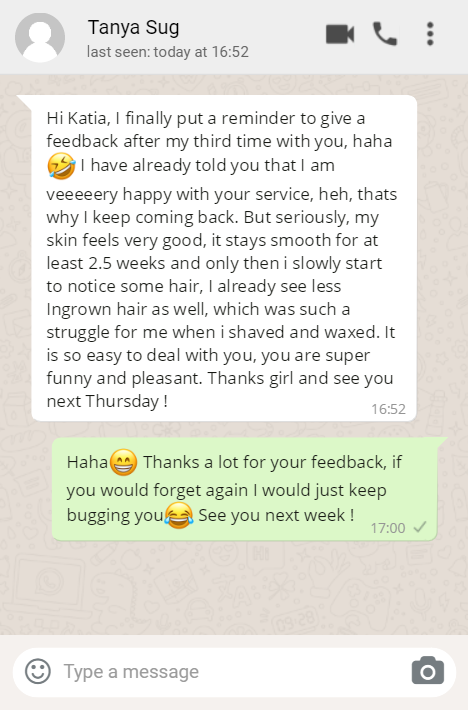 Tanya Sug
last seen: today at 16:52
Hi Katia, I finally put a reminder to give a
feedback after my third time with you, haha
🤣 I have already told you that I am
veeeeery happy with your service, heh, thats
why I keep coming back. But seriously, my
skin feels very good, it stays smooth for at
least 2.5 weeks and only then i slowly start
to notice some hair, I already see less
Ingrown hair as well, which was such a
struggle for me when i shaved and waxed. It
is so easy to deal with you, you are super
funny and pleasant. Thanks girl and see you
next Thursday !
16:52
Haha😁 Thanks a lot for your feedback, if
you would forget again I would just keep
bugging you😂 See you next week !
17:00
Type a message